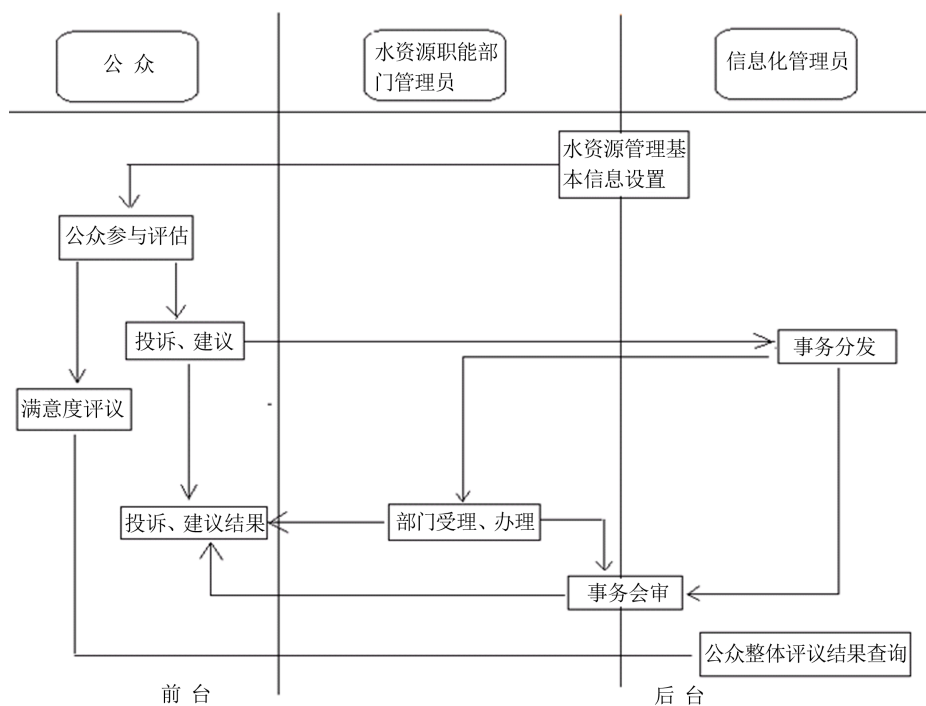 公 众
水资源职能部
门管理员
信息化管理员
水资源管理基
本信息设置
公众参与评估
投诉、建议
事务分发
满意度评议
投诉、建议结果
部门受理、办理
事务会审
公众整体评议结果查询
前 台
后 台